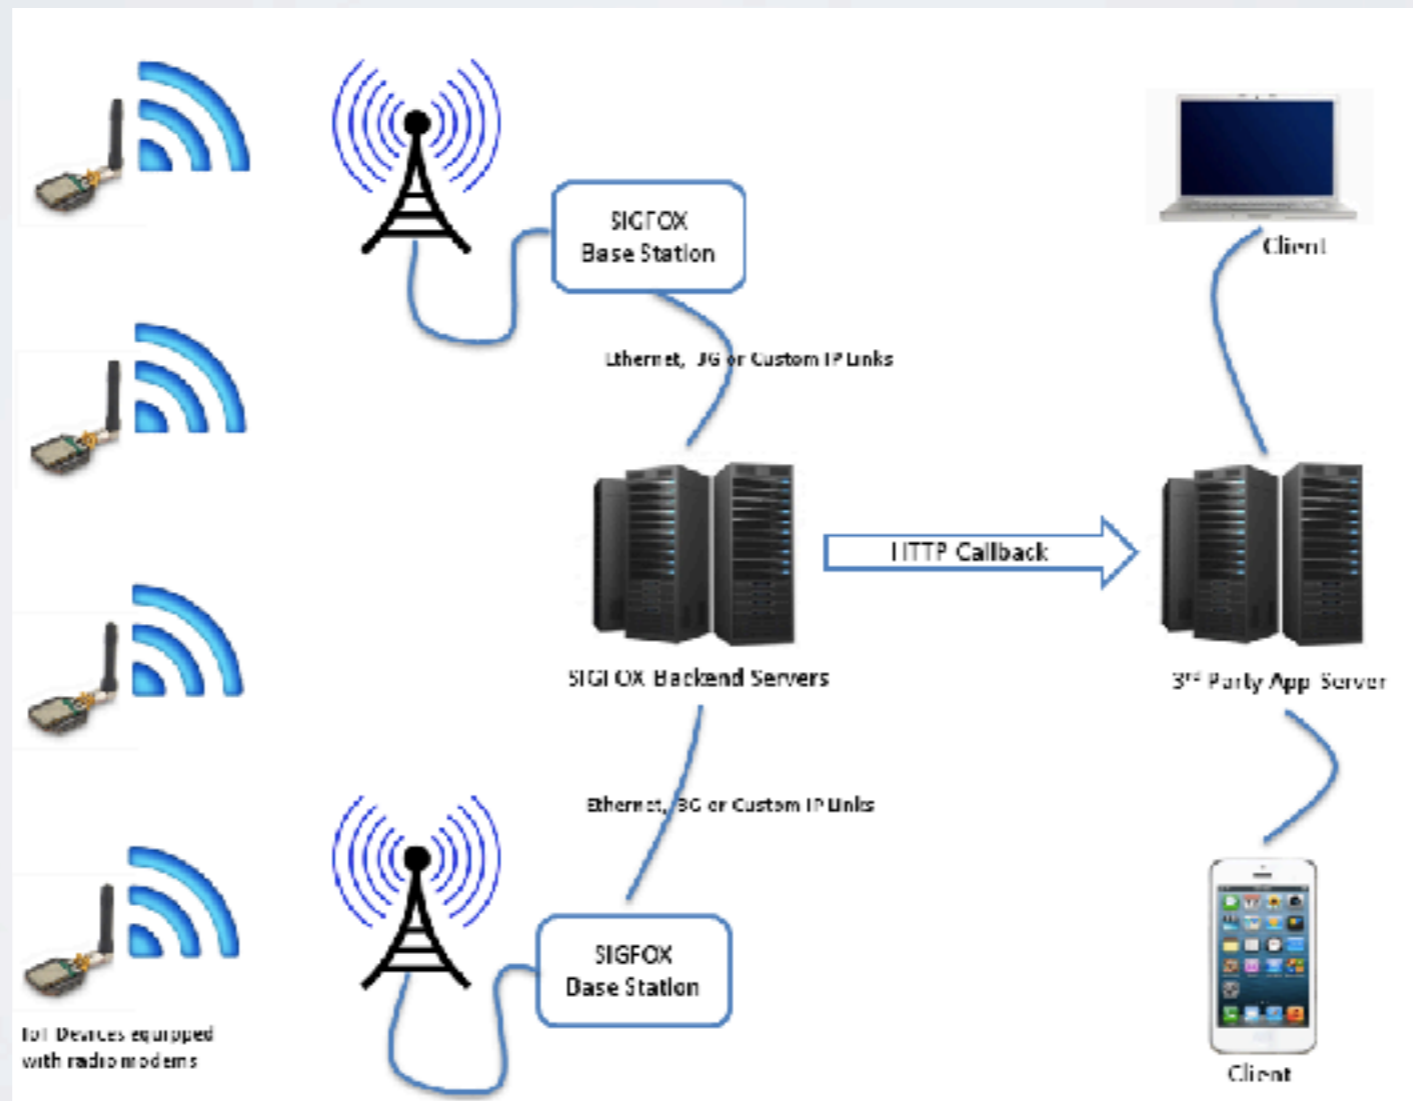 SIGFOX
Base Station
Client
Ethernet, 3G or Custom IP Links
HTTP Callback
SIGFOX Backend Servers
3rd Party App Server
Ethernet, 3G or Custom IP Links
SIGFOX
Base Station
IoT Devices equipped
with radio modems
Client